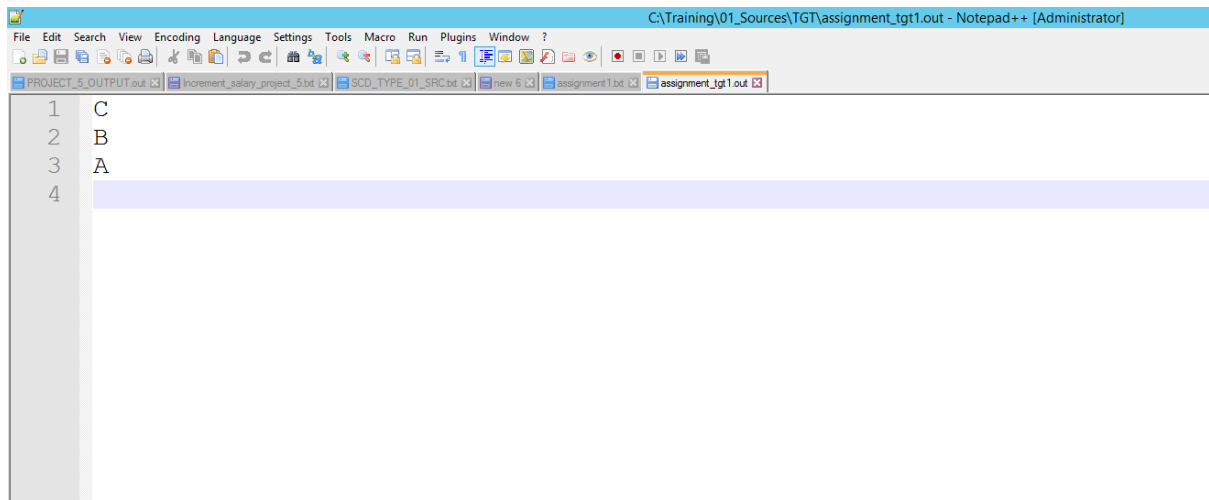 C:\Training\01_Sources\TGT\assignment_tgt1.out - Notepad++ [Administrator]
File Edit Search View Encoding Language Settings Tools Macro Run Plugins Window ?
PROJECT_5_OUTPUT.out Increment_salary_project_5.txt SCD_TYPE_01_SRC.txt new 6 assignment1.txt assignment_tgt1.out
1 C
2 B
3 A
4